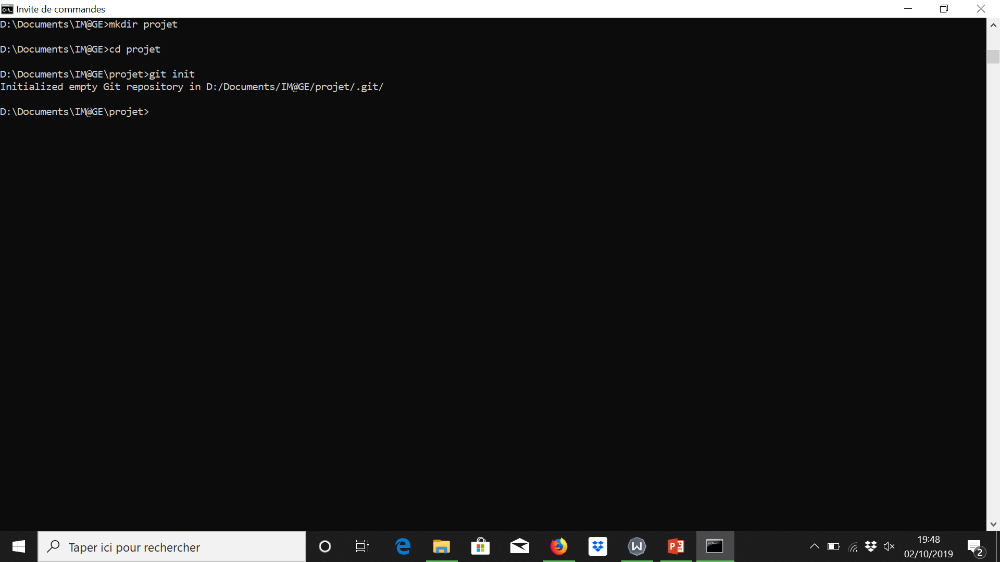 Invite de commandes
D:\Documents\IM@GE>mkdir projet
D:\Documents\IM@GE>cd projet
D:\Documents\IM@GE\projet>git init
Initialized empty Git repository in D:/Documents/IM@GE/projet/.git/
D:\Documents\IM@GE\projet>
Taper ici pour rechercher
19:48
02/10/2019
2